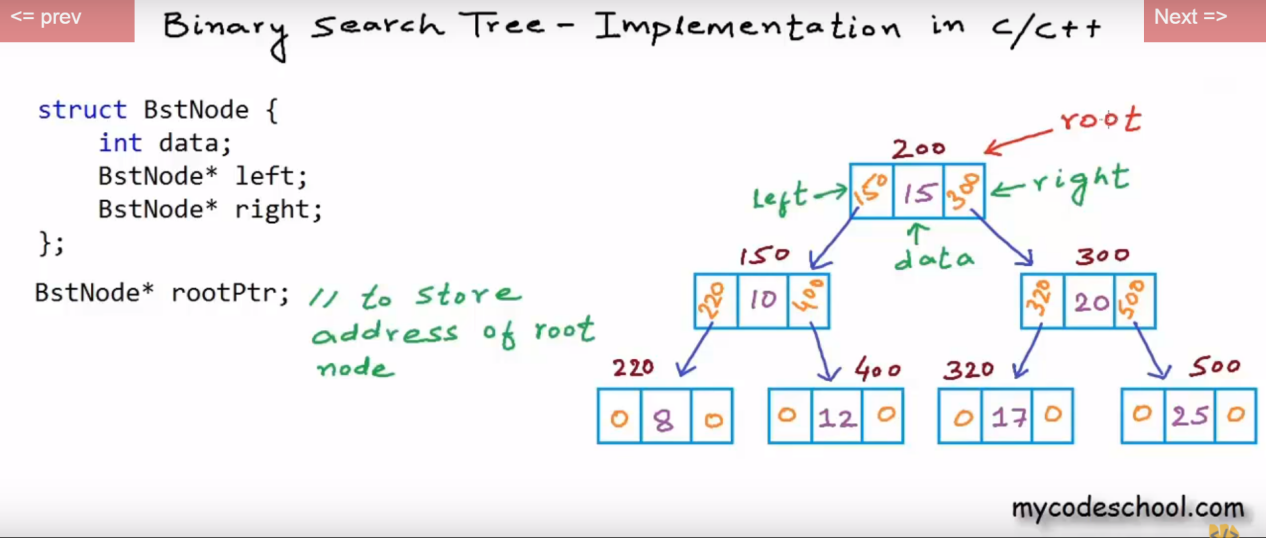 <= prev
Binary Search Tree - Implementation in c/c++
Next =>
struct BstNode {
int data;
BstNode* left;
BstNode* right;
};
BstNode* rootPtr; // to store
address of root
node
root
200
Left
150 15 300
right
data
150
300
220 10 400
320 20 500
220
400
320
500
0 8 0
0 12 0
0 17 0
0 25 0
mycodeschool.com